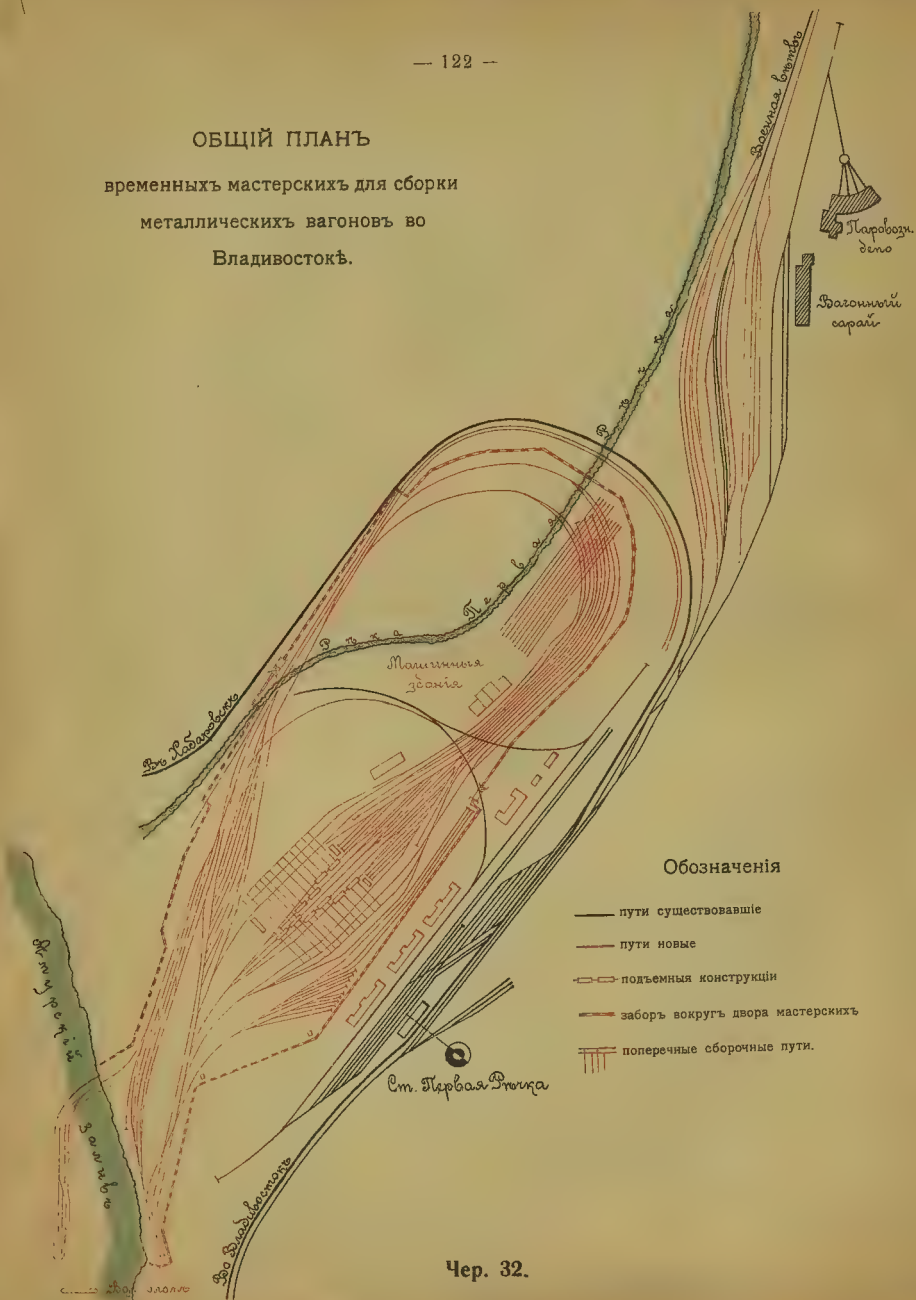 — 122 —
ОБЩІЙ ПЛАНЪ
временныхъ мастерскихъ для сборки
металлическихъ вагоновъ во
Владивостокѣ.
Военная вѣтвь
Паровозн.
депо
Вагонный
сарай
Рѣка Первая Рѣчка
Машинныя
зданія
Въ Хабаровскъ
Амурскій заливъ
Обозначенія
пути существовавшіе
пути новые
подъемныя конструкціи
заборъ вокругъ двора мастерскихъ
поперечные сборочные пути.
Ст. Первая Рѣчка
Во Владивостокъ
Чер. 32.